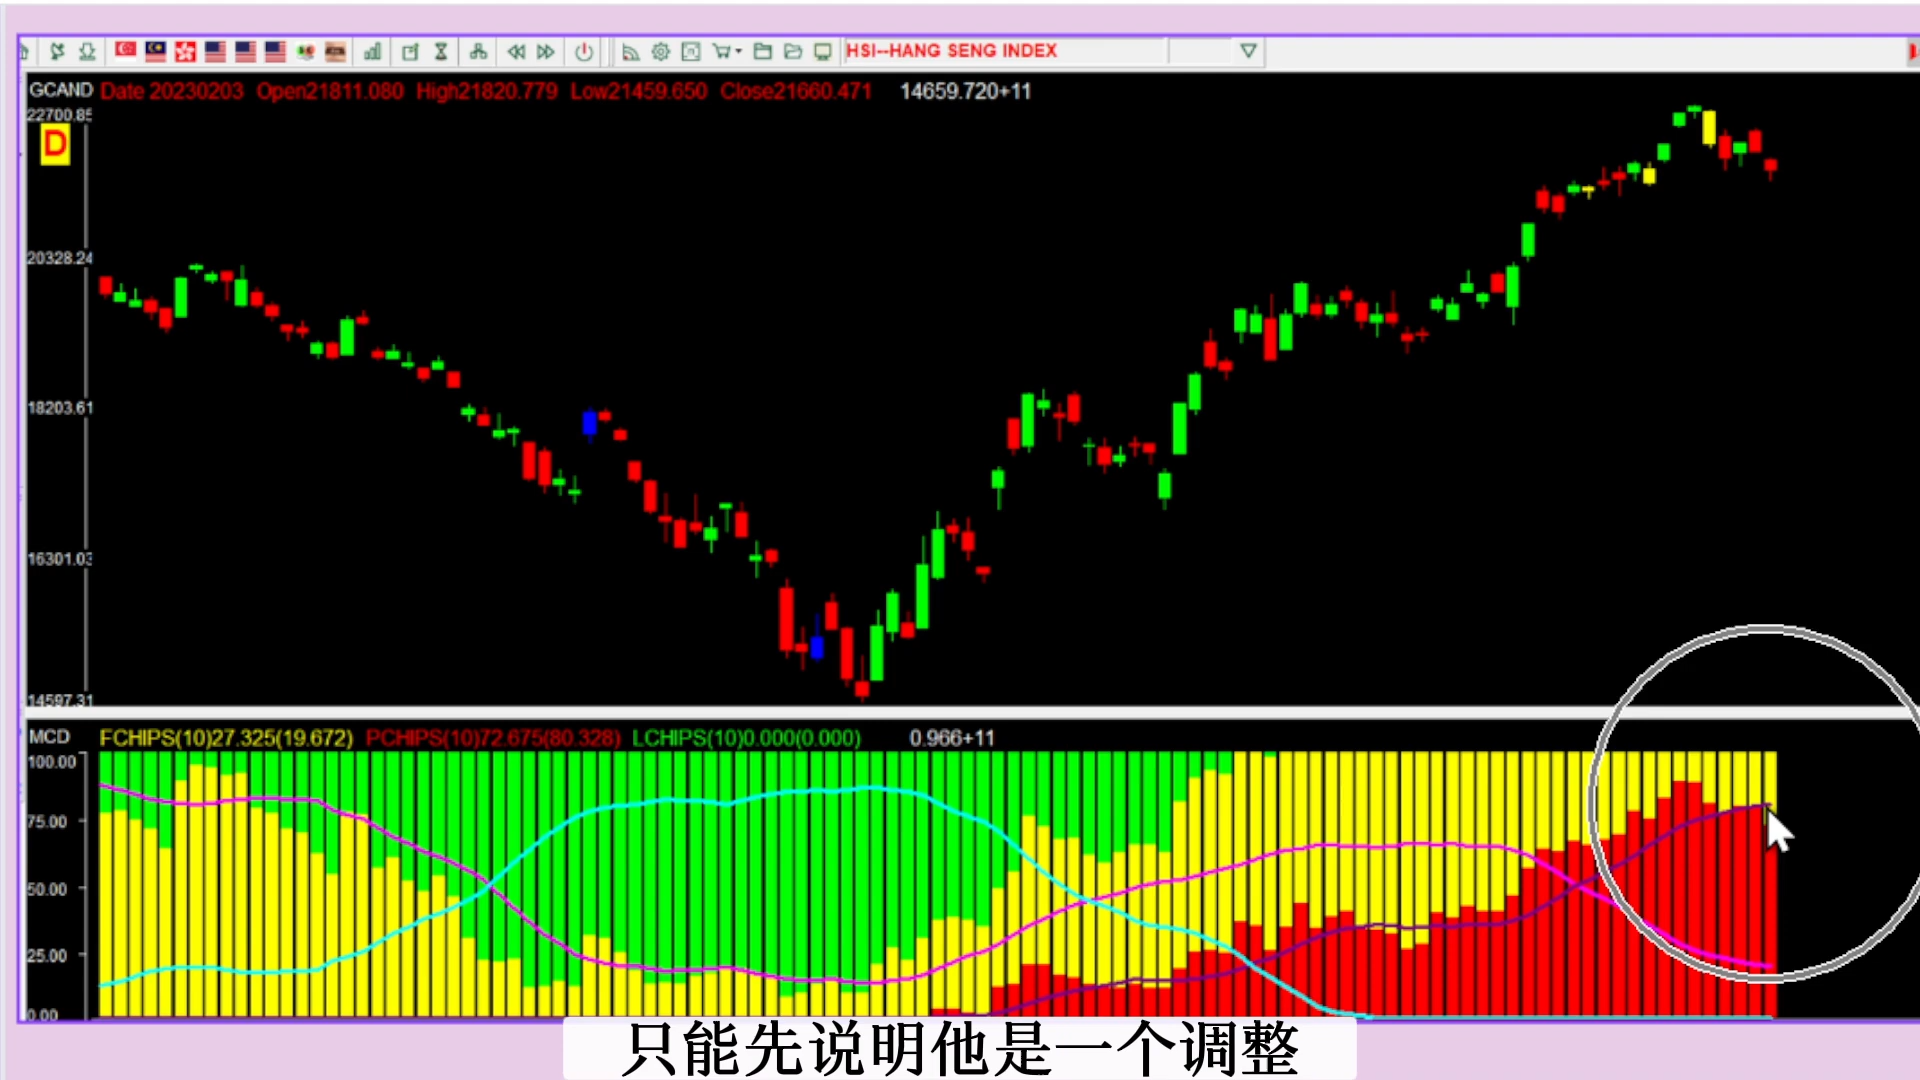 HSI--HANG SENG INDEX
GCAND Date 20230203 Open21811.080 High21820.779 Low21459.650 Close21660.471 14659.720+11
22700.85
D
20328.24
18203.61
16301.03
14597.31
MCD FCHIPS(10)27.325(19.672) PCHIPS(10)72.675(80.328) LCHIPS(10)0.000(0.000) 0.966+11
100.00
75.00
50.00
25.00
0.00
只能先说明他是一个调整